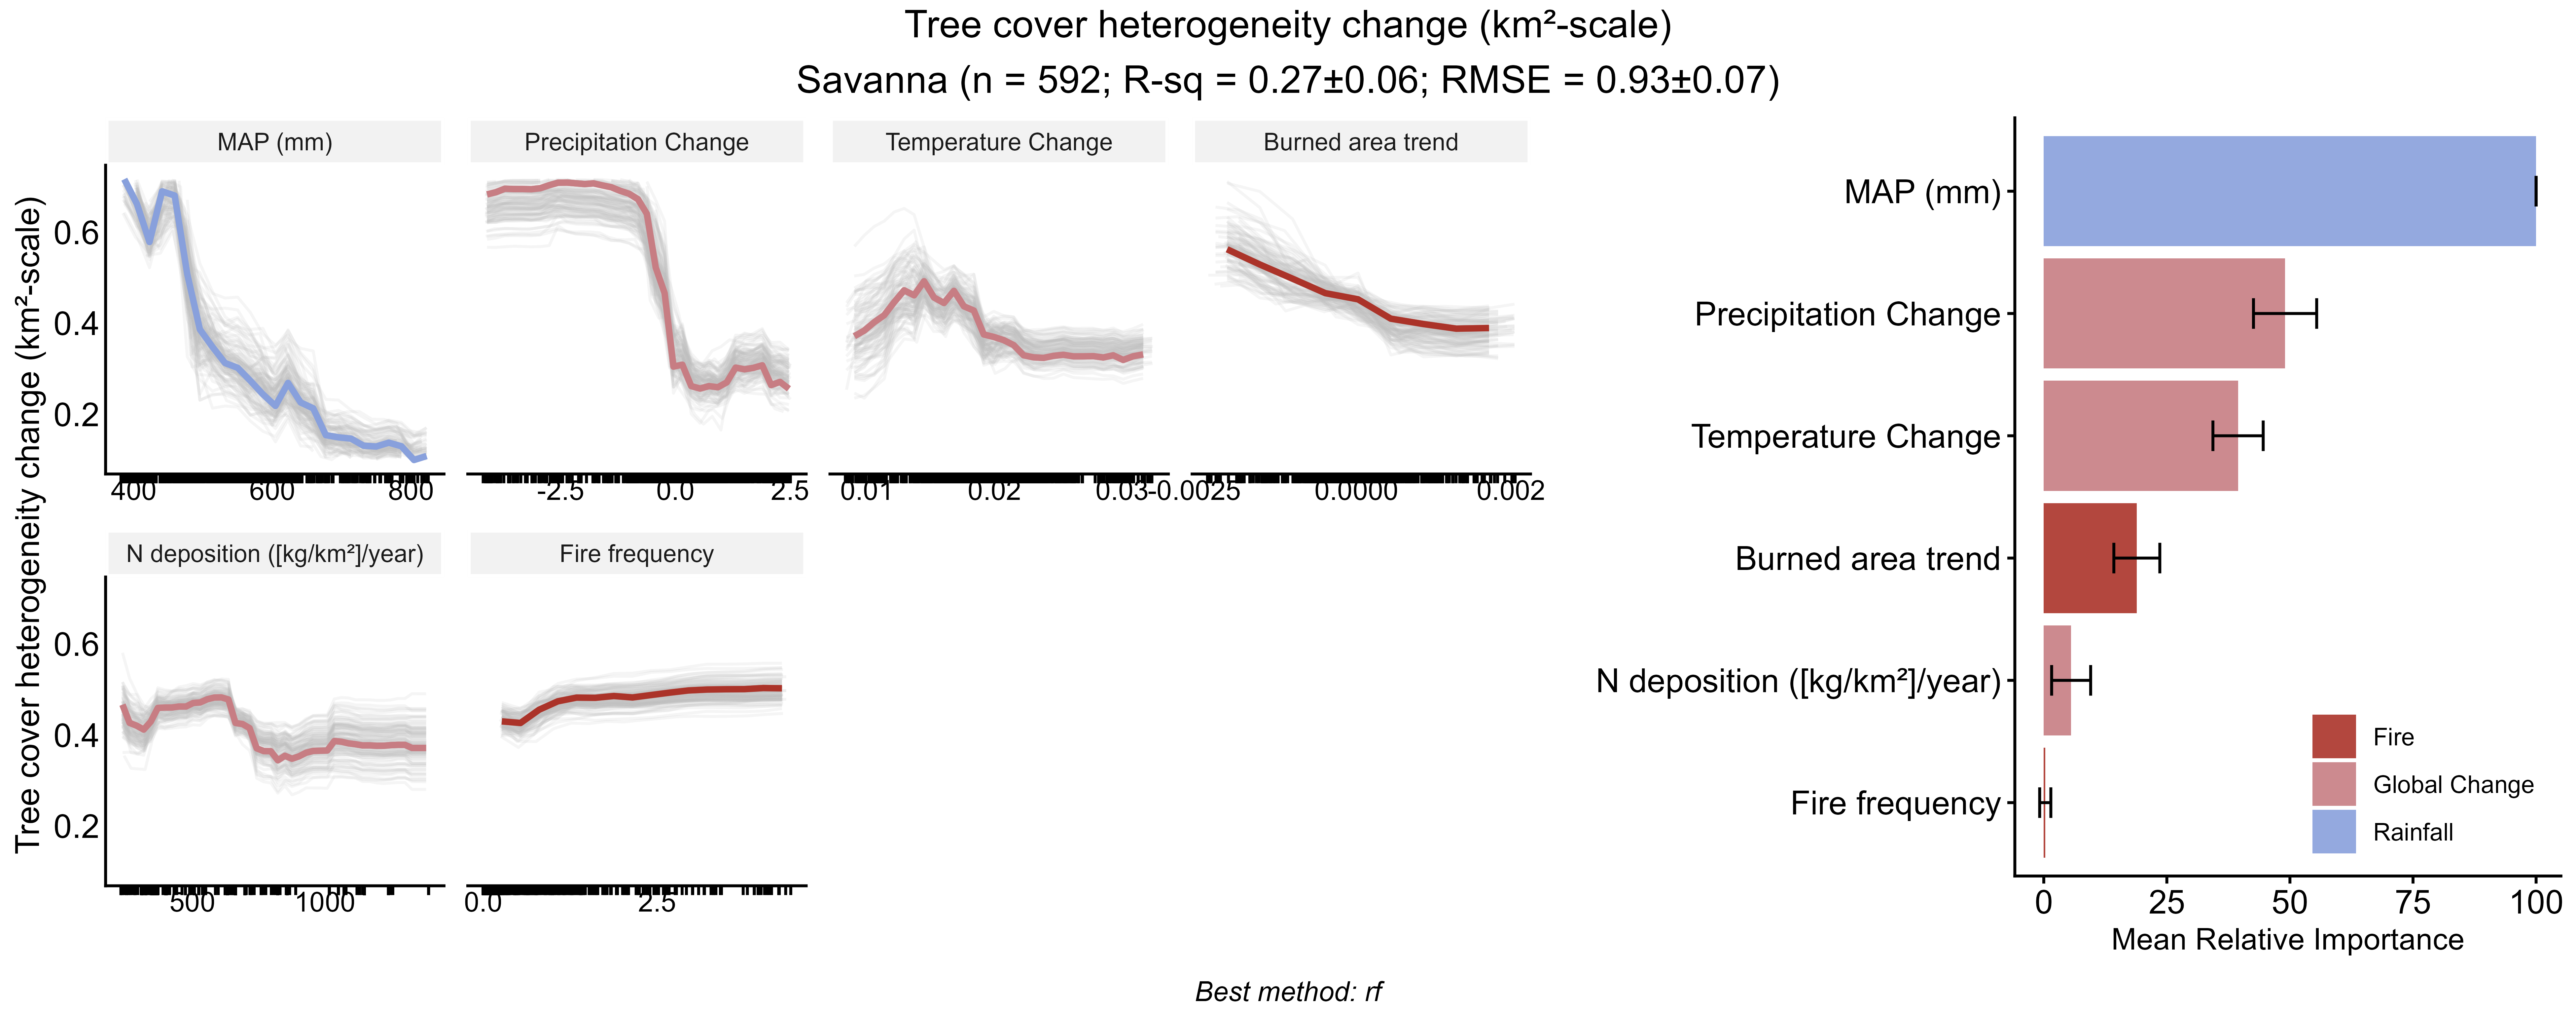 Tree cover heterogeneity change (km²-scale)
Savanna (n = 592; R-sq = 0.27±0.06; RMSE = 0.93±0.07)
Tree cover heterogeneity change (km²-scale)
MAP (mm)
Precipitation Change
Temperature Change
Burned area trend
0.6
0.4
0.2
400 600 800
-2.5 0.0 2.5
0.01 0.02 0.03
-0.0025 0.0000 0.002
N deposition ([kg/km²]/year)
Fire frequency
0.6
0.4
0.2
500 1000
0.0 2.5
MAP (mm)
Precipitation Change
Temperature Change
Burned area trend
N deposition ([kg/km²]/year)
Fire frequency
Fire
Global Change
Rainfall
0 25 50 75 100
Mean Relative Importance
Best method: rf